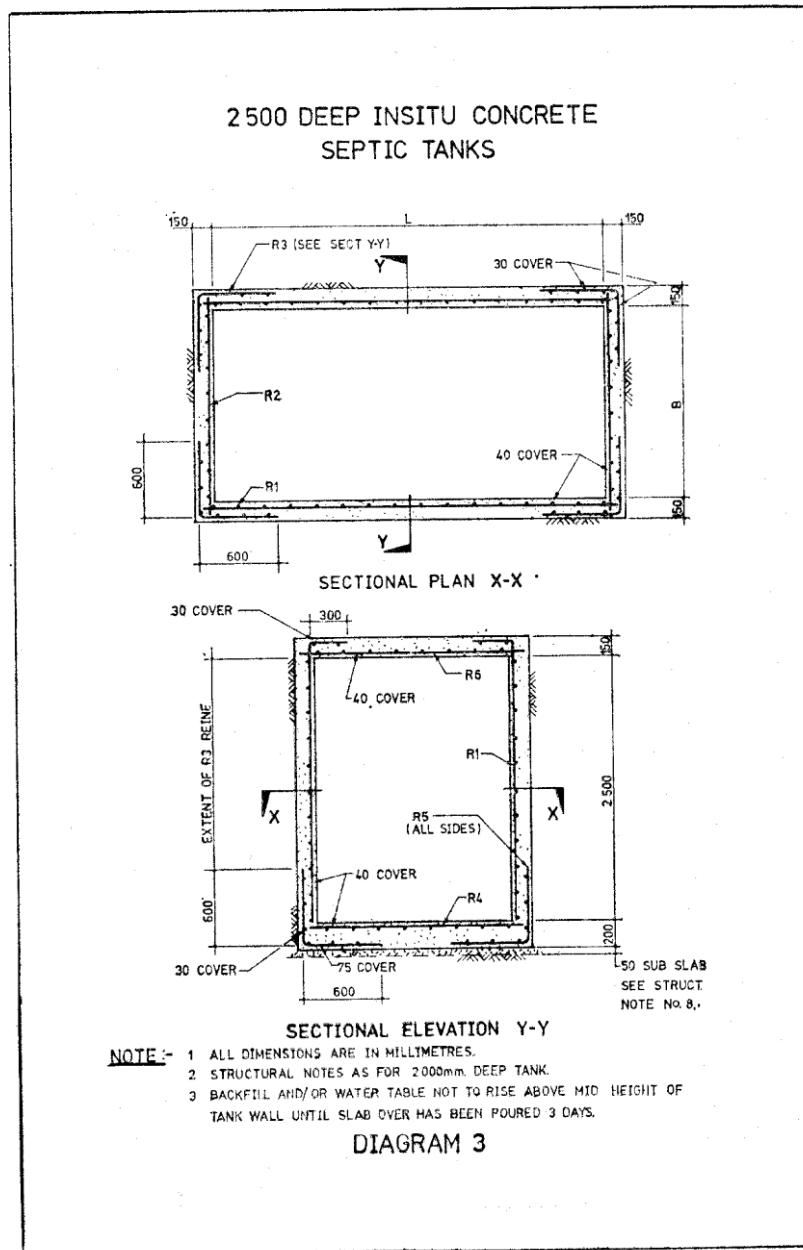 2500 DEEP INSITU CONCRETE
SEPTIC TANKS
150
L
150
R3 (SEE SECT Y-Y)
Y
30 COVER
150
R2
B
40 COVER
600
R1
150
Y
600
SECTIONAL PLAN X-X
30 COVER
300
150
R6
40 COVER
EXTENT OF R3 REINF
R1
2500
X
X
R5
(ALL SIDES)
40 COVER
R4
600
200
30 COVER
75 COVER
600
50 SUB SLAB
SEE STRUCT.
NOTE No. 8.
SECTIONAL ELEVATION Y-Y
NOTE:- 1 ALL DIMENSIONS ARE IN MILLIMETRES.
2 STRUCTURAL NOTES AS FOR 2000mm. DEEP TANK.
3 BACKFILL AND/OR WATER TABLE NOT TO RISE ABOVE MID HEIGHT OF
TANK WALL UNTIL SLAB OVER HAS BEEN POURED 3 DAYS.
DIAGRAM 3